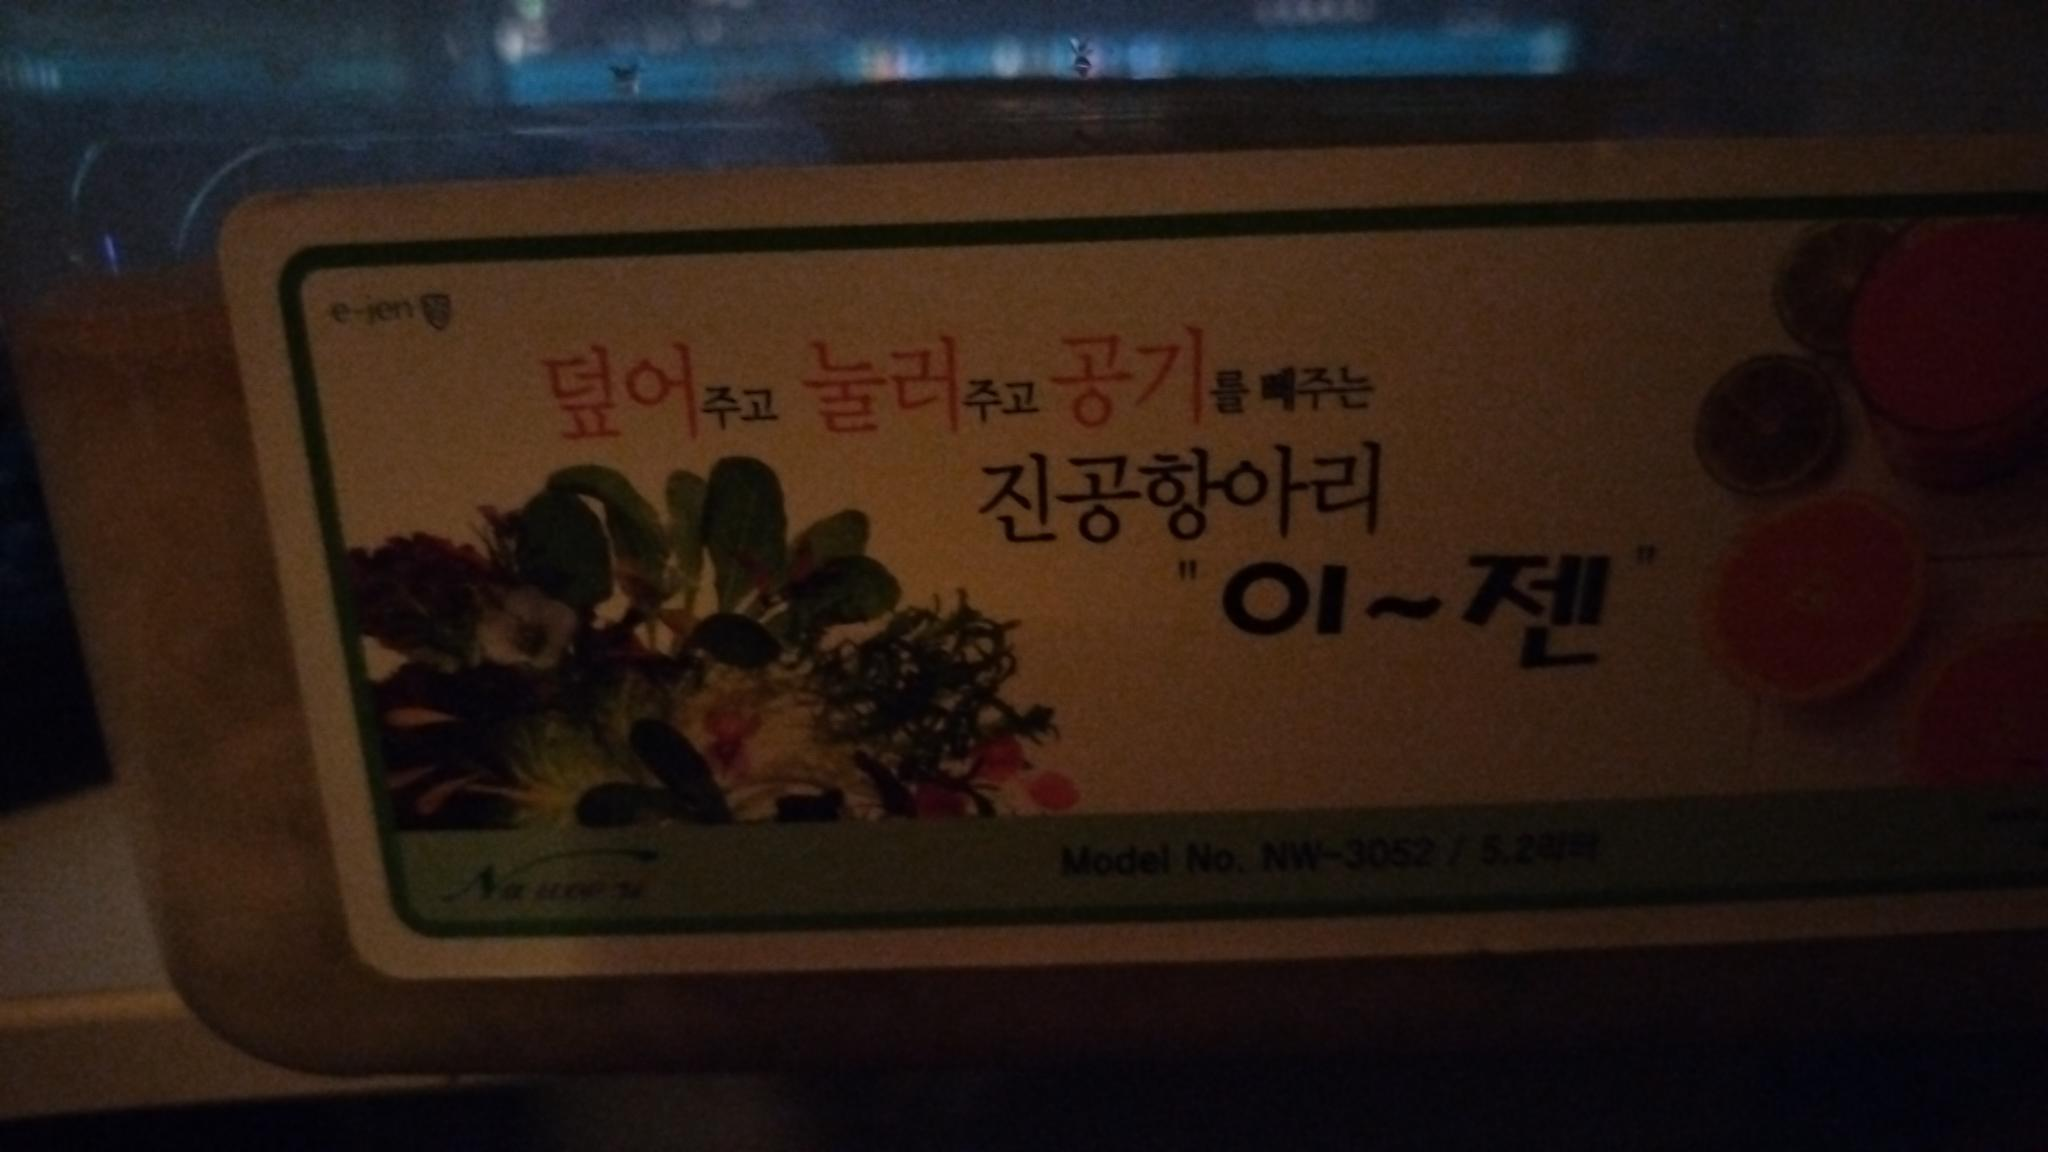 e-jen
덮어주고 눌러주고 공기를 빼주는
진공항아리
"이~젠"
Model No. NW-3052 / 5.2리터